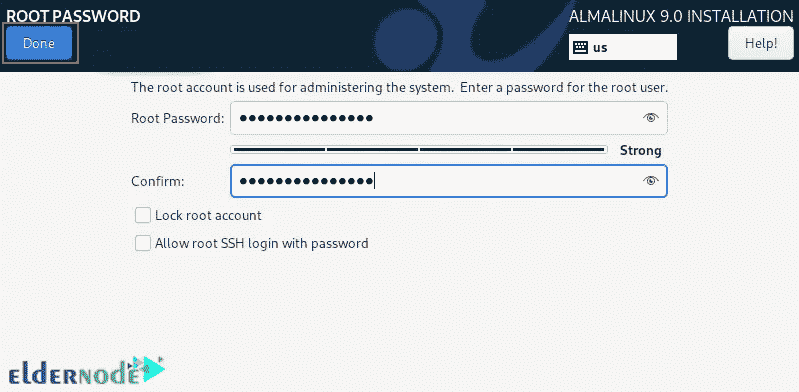 ROOT PASSWORD
ALMALINUX 9.0 INSTALLATION
Done
us
Help!
The root account is used for administering the system.  Enter a password for the root user.
Root Password: ●●●●●●●●●●●●●●●
Strong
Confirm: ●●●●●●●●●●●●●●●
Lock root account
Allow root SSH login with password
eldernode